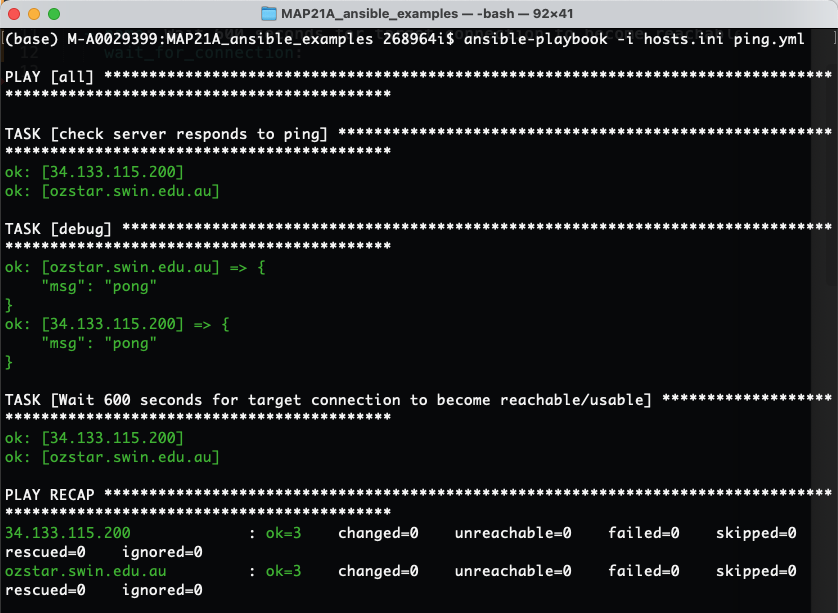 MAP21A_ansible_examples — -bash — 92×41
(base) M-A0029399:MAP21A_ansible_examples 268964i$ ansible-playbook -i hosts.ini ping.yml
PLAY [all] *********************************************************************************
*******************************************
TASK [check server responds to ping] *******************************************************
*******************************************
ok: [34.133.115.200]
ok: [ozstar.swin.edu.au]
TASK [debug] *******************************************************************************
*******************************************
ok: [ozstar.swin.edu.au] => {
    "msg": "pong"
}
ok: [34.133.115.200] => {
    "msg": "pong"
}
TASK [Wait 600 seconds for target connection to become reachable/usable] *******************
*******************************************
ok: [34.133.115.200]
ok: [ozstar.swin.edu.au]
PLAY RECAP *********************************************************************************
*******************************************
34.133.115.200             : ok=3    changed=0    unreachable=0    failed=0    skipped=0
rescued=0    ignored=0
ozstar.swin.edu.au         : ok=3    changed=0    unreachable=0    failed=0    skipped=0
rescued=0    ignored=0